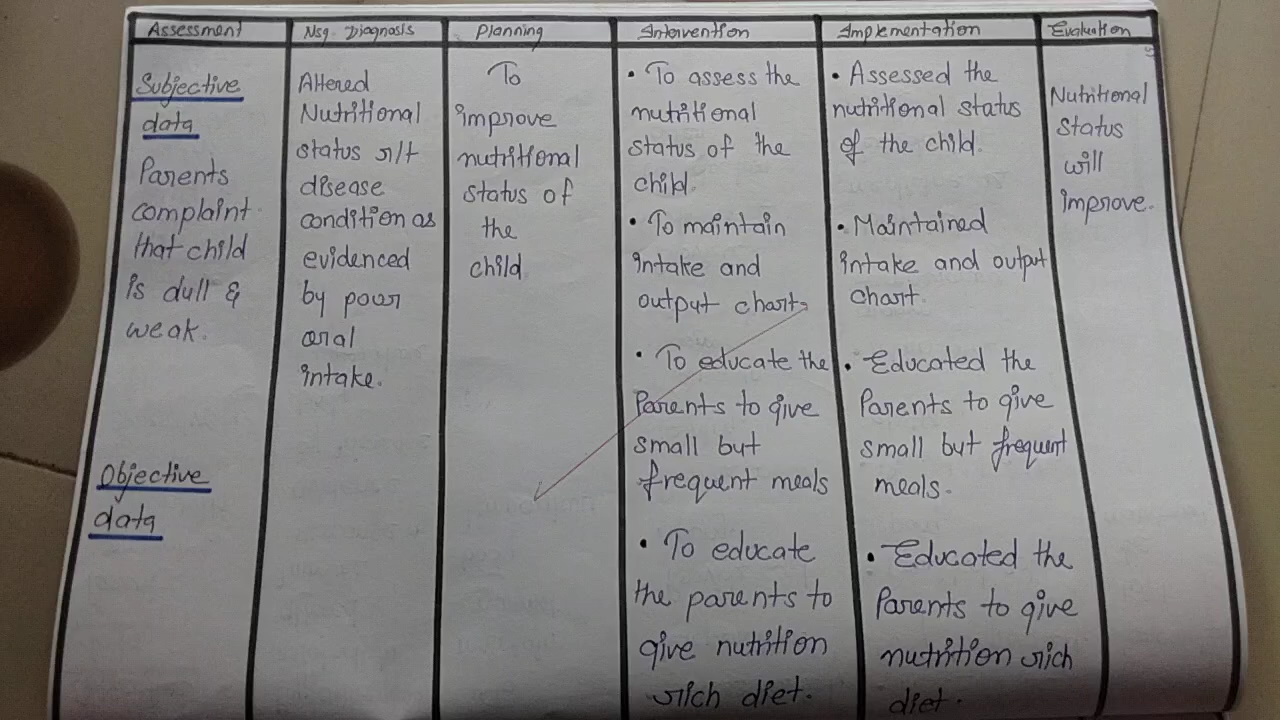 Assessment
Nsg. Diagnosis
Planning
Intervention
Implementation
Evaluation
Subjective
data
Parents
complaint
that child
is dull &
weak.
Objective
data
Altered
Nutritional
status r/t
disease
condition as
evidenced
by poor
oral
intake.
To
improve
nutritional
status of
the
child
• To assess the
nutritional
status of the
child.
• To maintain
intake and
output chart
• To educate the
Parents to give
small but
frequent meals
• To educate
the parents to
give nutrition
rich diet.
• Assessed the
nutritional status
of the child.
• Maintained
intake and output
chart.
• Educated the
Parents to give
small but frequent
meals.
• Educated the
Parents to give
nutrition rich
diet.
Nutritional
status
will
improve.